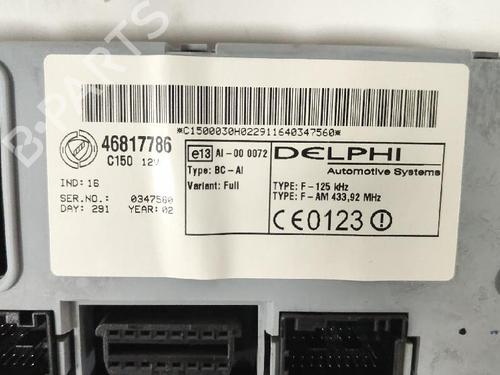 *C1500030H022911640347560*
46817786
C150 12V
IND: 16
SER.NO.: 0347560
DAY: 291 YEAR: 02
e13 AI-00 0072
Type: BC-AI
Variant: Full
DELPHI
Automotive Systems
TYPE: F - 125 kHz
TYPE: F - AM 433,92 MHz
CE0123
B-PARTS